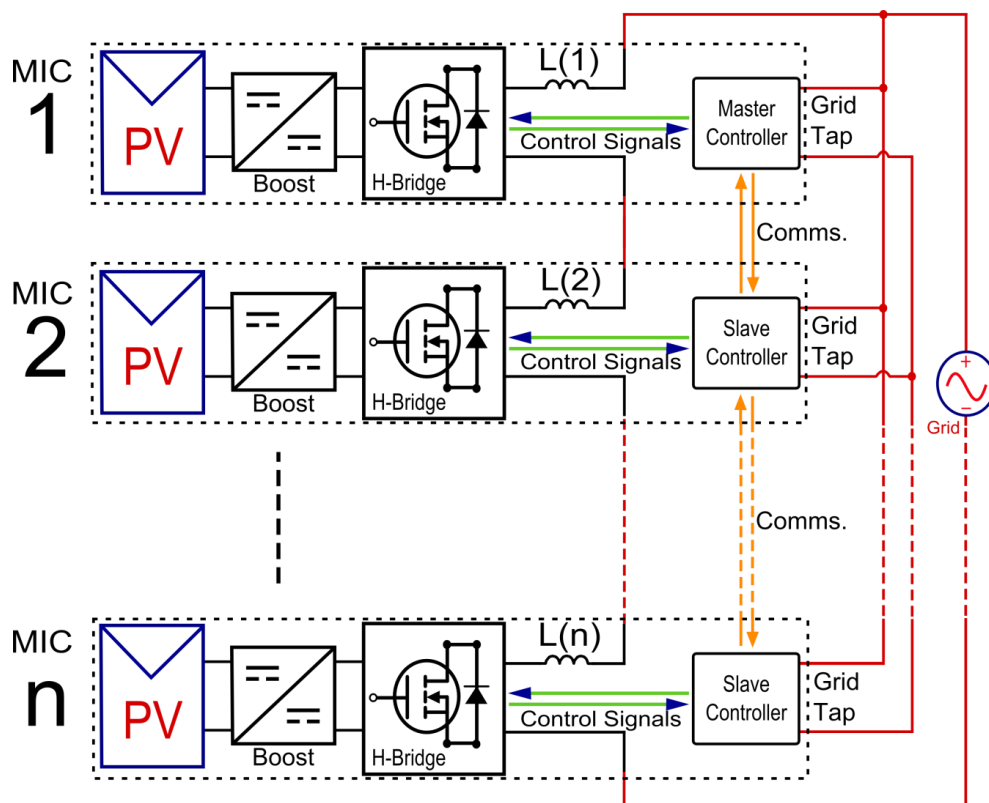 MIC
1
PV
Boost
H-Bridge
L(1)
Control Signals
Master
Controller
Grid
Tap
Comms.
MIC
2
PV
Boost
H-Bridge
L(2)
Control Signals
Slave
Controller
Grid
Tap
+
−
Grid
Comms.
MIC
n
PV
Boost
H-Bridge
L(n)
Control Signals
Slave
Controller
Grid
Tap